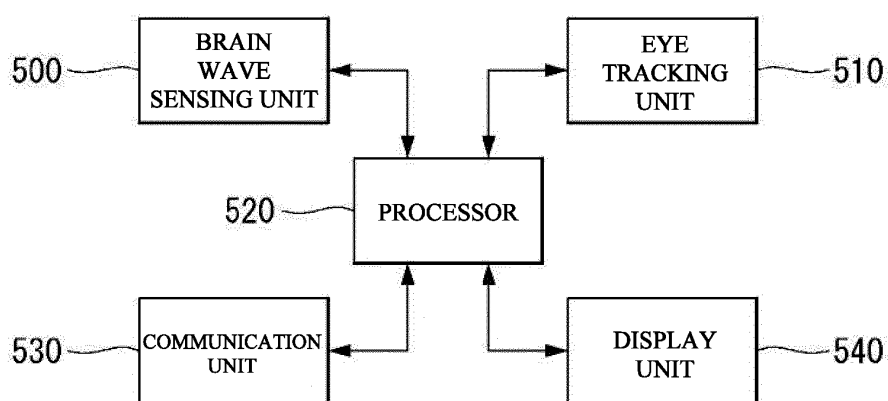 500
BRAIN
WAVE
SENSING UNIT
EYE
TRACKING
UNIT
510
520
PROCESSOR
530
COMMUNICATION
UNIT
DISPLAY
UNIT
540